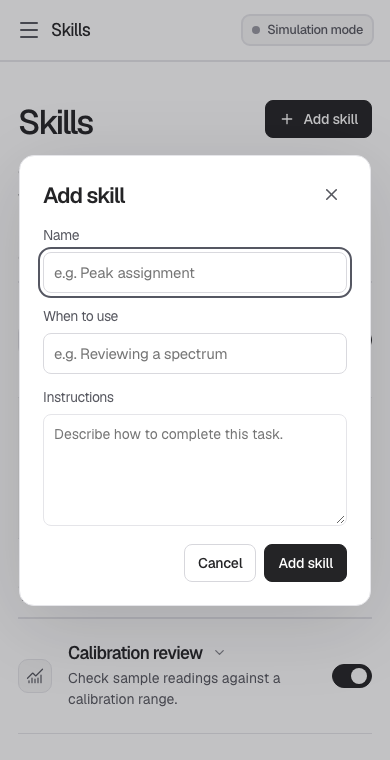 Skills
Simulation mode
Skills
Add skill
Add skill
Name
e.g. Peak assignment
When to use
e.g. Reviewing a spectrum
Instructions
Describe how to complete this task.
Cancel
Add skill
Calibration review
Check sample readings against a
calibration range.